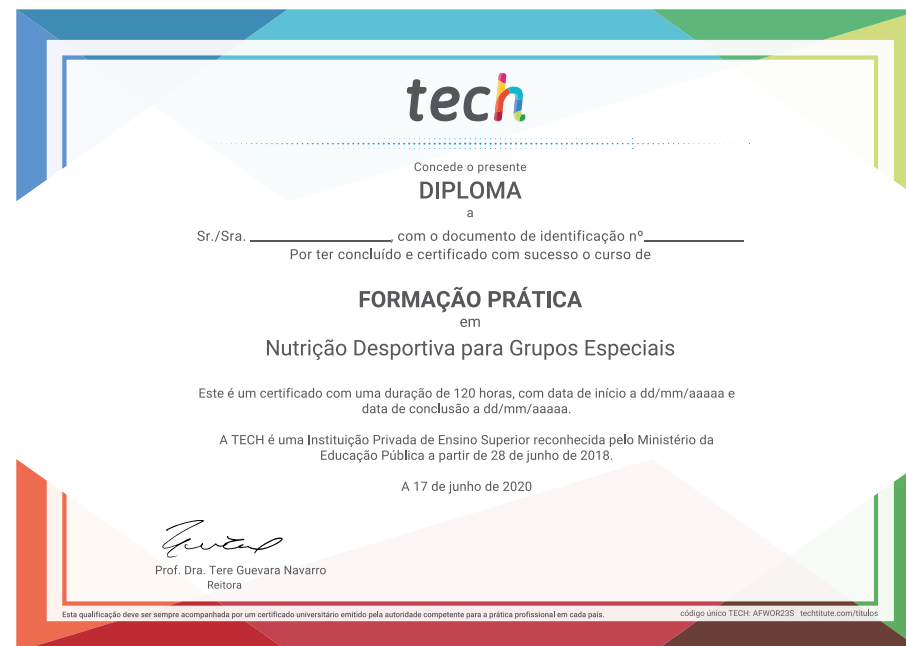 tech
Concede o presente
DIPLOMA
a
Sr./Sra. ____________, com o documento de identificação nº____________
Por ter concluído e certificado com sucesso o curso de
FORMAÇÃO PRÁTICA
em
Nutrição Desportiva para Grupos Especiais
Este é um certificado com uma duração de 120 horas, com data de início a dd/mm/aaaaa e
data de conclusão a dd/mm/aaaaa.
A TECH é uma Instituição Privada de Ensino Superior reconhecida pelo Ministério da
Educação Pública a partir de 28 de junho de 2018.
A 17 de junho de 2020
Prof. Dra. Tere Guevara Navarro
Reitora
Esta qualificação deve ser sempre acompanhada por um certificado universitário emitido pela autoridade competente para a prática profissional em cada país.
código único TECH: AFWOR23S techtitute.com/titulos